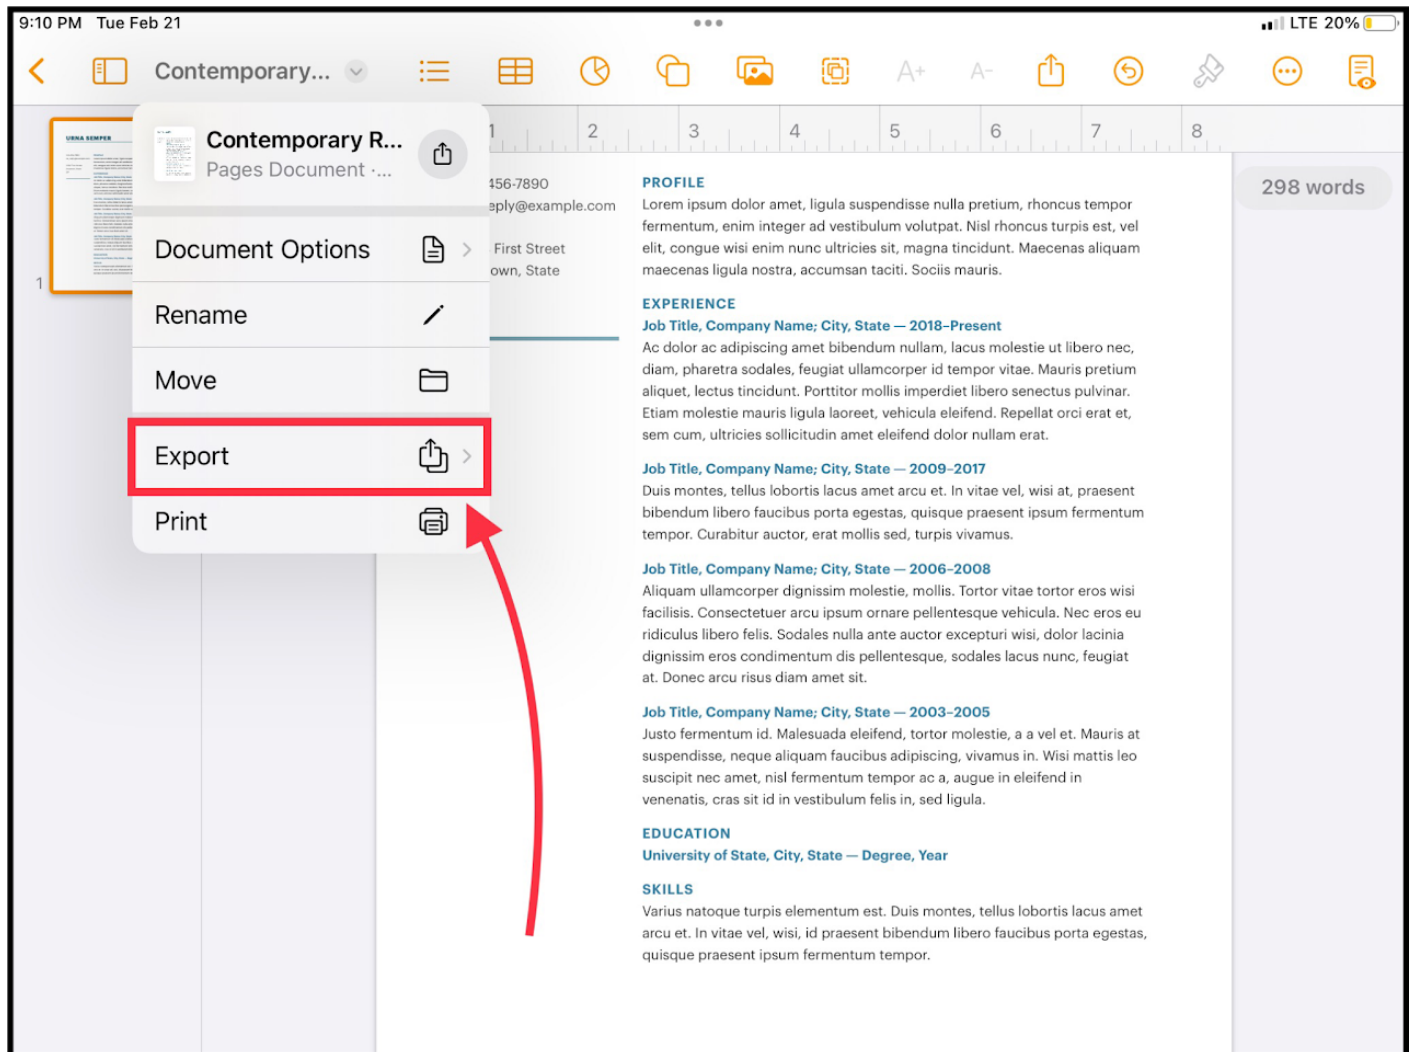 9:10 PM Tue Feb 21
LTE 20%
Contemporary...
A+
A-
URNA SEMPER
1
Contemporary R...
Pages Document ·...
Document Options
Rename
Move
Export
Print
1 2 3 4 5 6 7 8
298 words
456-7890
eply@example.com
First Street
own, State
PROFILE
Lorem ipsum dolor amet, ligula suspendisse nulla pretium, rhoncus tempor
fermentum, enim integer ad vestibulum volutpat. Nisl rhoncus turpis est, vel
elit, congue wisi enim nunc ultricies sit, magna tincidunt. Maecenas aliquam
maecenas ligula nostra, accumsan taciti. Sociis mauris.
EXPERIENCE
Job Title, Company Name; City, State — 2018–Present
Ac dolor ac adipiscing amet bibendum nullam, lacus molestie ut libero nec,
diam, pharetra sodales, feugiat ullamcorper id tempor vitae. Mauris pretium
aliquet, lectus tincidunt. Porttitor mollis imperdiet libero senectus pulvinar.
Etiam molestie mauris ligula laoreet, vehicula eleifend. Repellat orci erat et,
sem cum, ultricies sollicitudin amet eleifend dolor nullam erat.
Job Title, Company Name; City, State — 2009–2017
Duis montes, tellus lobortis lacus amet arcu et. In vitae vel, wisi at, praesent
bibendum libero faucibus porta egestas, quisque praesent ipsum fermentum
tempor. Curabitur auctor, erat mollis sed, turpis vivamus.
Job Title, Company Name; City, State — 2006–2008
Aliquam ullamcorper dignissim molestie, mollis. Tortor vitae tortor eros wisi
facilisis. Consectetuer arcu ipsum ornare pellentesque vehicula. Nec eros eu
ridiculus libero felis. Sodales nulla ante auctor excepturi wisi, dolor lacinia
dignissim eros condimentum dis pellentesque, sodales lacus nunc, feugiat
at. Donec arcu risus diam amet sit.
Job Title, Company Name; City, State — 2003–2005
Justo fermentum id. Malesuada eleifend, tortor molestie, a a vel et. Mauris at
suspendisse, neque aliquam faucibus adipiscing, vivamus in. Wisi mattis leo
suscipit nec amet, nisl fermentum tempor ac a, augue in eleifend in
venenatis, cras sit id in vestibulum felis in, sed ligula.
EDUCATION
University of State, City, State — Degree, Year
SKILLS
Varius natoque turpis elementum est. Duis montes, tellus lobortis lacus amet
arcu et. In vitae vel, wisi, id praesent bibendum libero faucibus porta egestas,
quisque praesent ipsum fermentum tempor.